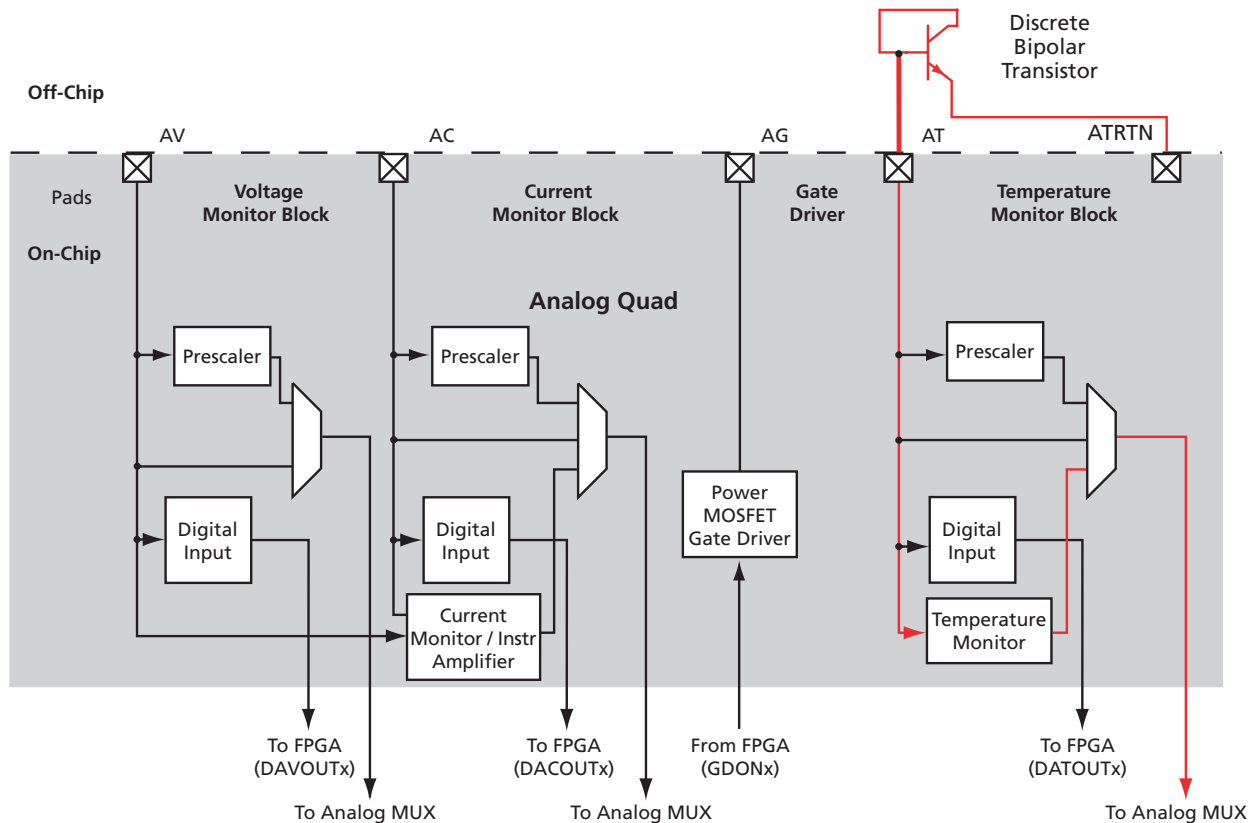 Discrete
Bipolar
Transistor
Off-Chip
AV
AC
AG
AT
ATRTN
Pads
Voltage
Monitor Block
Current
Monitor Block
Gate
Driver
Temperature
Monitor Block
On-Chip
Analog Quad
Prescaler
Prescaler
Prescaler
Digital
Input
Digital
Input
Power
MOSFET
Gate Driver
Digital
Input
Current
Monitor / Instr
Amplifier
Temperature
Monitor
To FPGA
(DAVOUTx)
To FPGA
(DACOUTx)
From FPGA
(GDONx)
To FPGA
(DATOUTx)
To Analog MUX
To Analog MUX
To Analog MUX